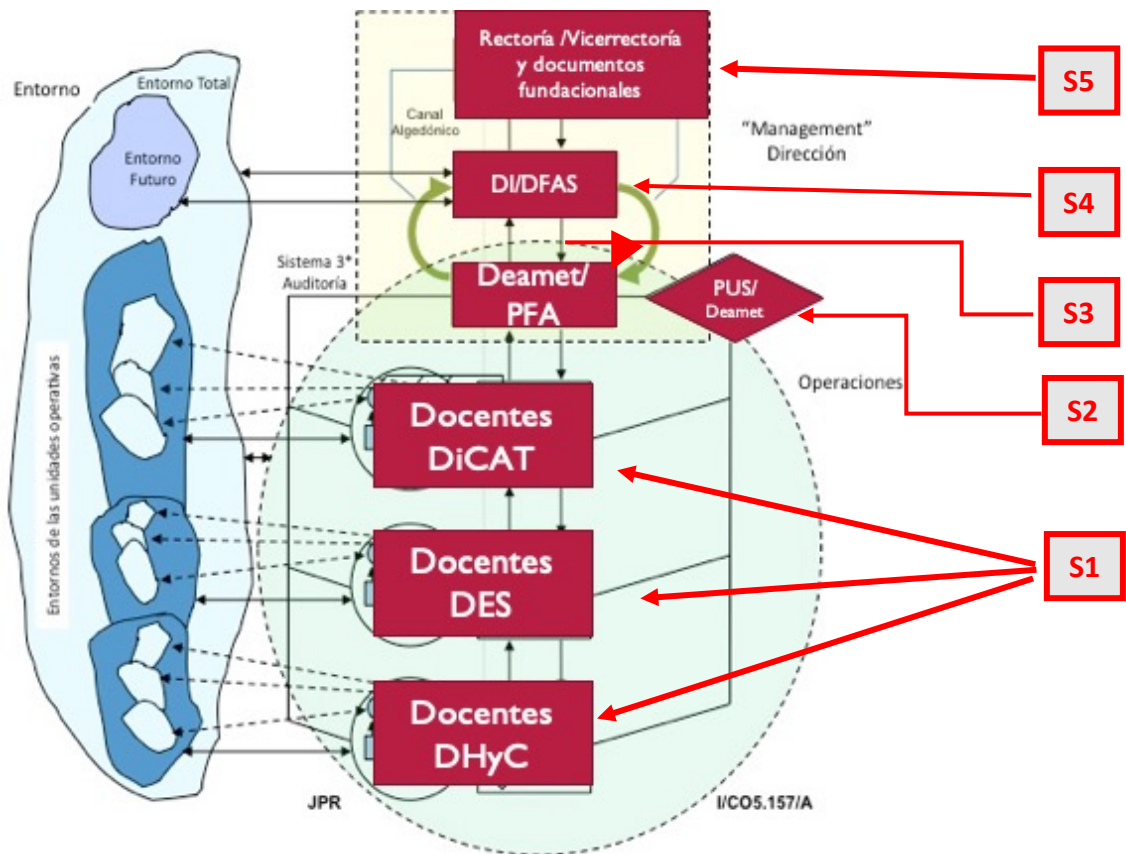 Entorno
Entorno Total
Entorno
Futuro
Entornos de las unidades operativas
Rectoría /Vicerrectoría
y documentos
fundacionales
Canal
Algedónico
"Management"
Dirección
DI/DFAS
Sistema 3*
Auditoría
Deamet/
PFA
PUS/
Deamet
Operaciones
Docentes
DiCAT
Docentes
DES
Docentes
DHyC
JPR
I/CO5.157/A
S5
S4
S3
S2
S1